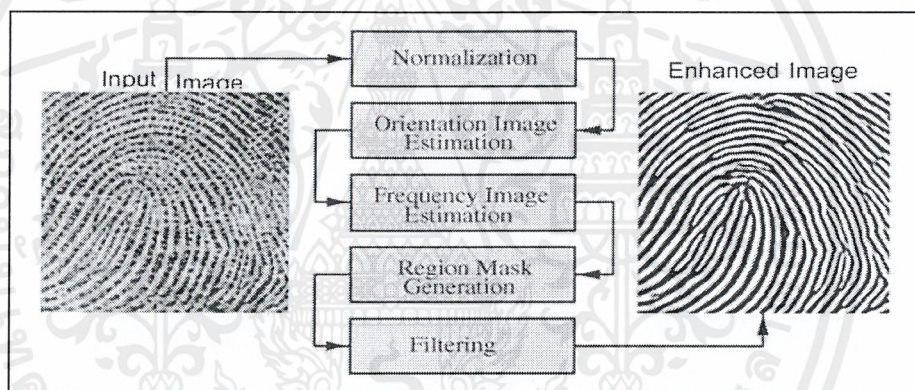 Input Image
Normalization
Enhanced Image
Orientation Image
Estimation
Frequency Image
Estimation
Region Mask
Generation
Filtering